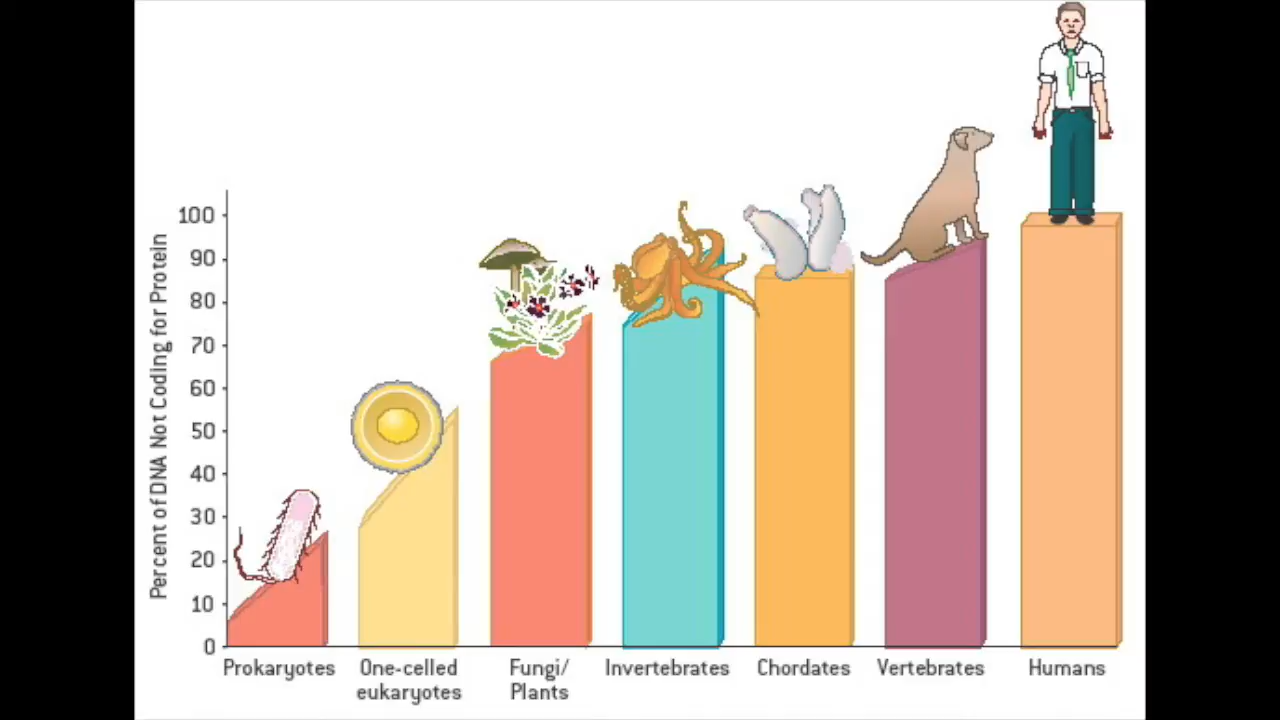 Percent of DNA Not Coding for Protein
100
90
80
70
60
50
40
30
20
10
0
Prokaryotes
One-celled
eukaryotes
Fungi/
Plants
Invertebrates
Chordates
Vertebrates
Humans